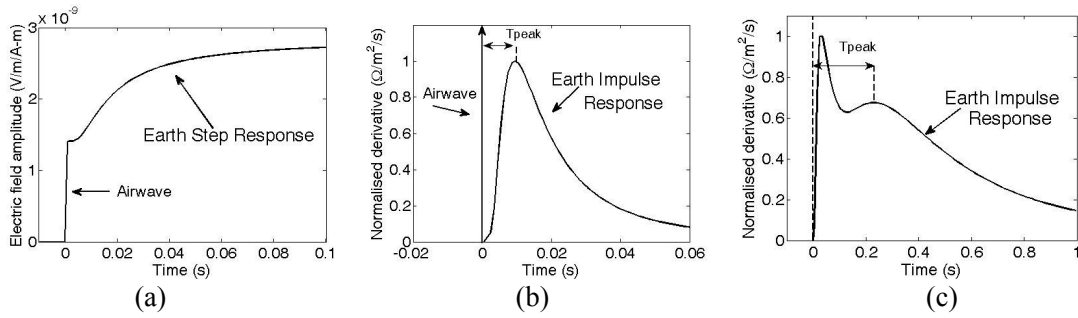 3 x 10⁻⁹
2
1
0
Electric field amplitude (V/m/A-m)
Earth Step Response
Airwave
0 0.02 0.04 0.06 0.08 0.1
Time (s)
(a)
Tpeak
1
0.8
0.6
0.4
0.2
0
Normalised derivative (Ω/m²/s)
Airwave
Earth Impulse
Response
-0.02 0 0.02 0.04 0.06
Time (s)
(b)
Tpeak
1
0.8
0.6
0.4
0.2
0
Normalised derivative (Ω/m²/s)
Earth Impulse
Response
0 0.2 0.4 0.6 0.8 1
Time (s)
(c)